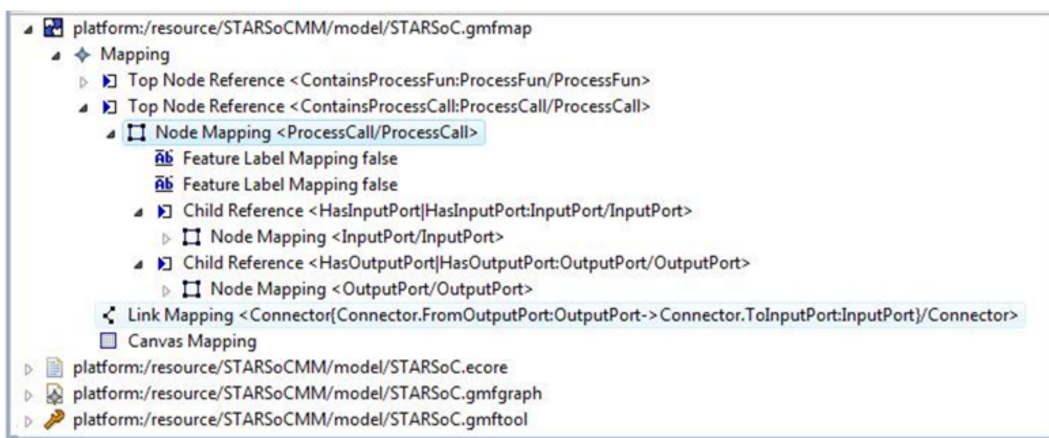 platform:/resource/STARSoCMM/model/STARSoC.gmfmap
Mapping
Top Node Reference <ContainsProcessFun:ProcessFun/ProcessFun>
Top Node Reference <ContainsProcessCall:ProcessCall/ProcessCall>
Node Mapping <ProcessCall/ProcessCall>
Ab Feature Label Mapping false
Ab Feature Label Mapping false
Child Reference <HasInputPort|HasInputPort:InputPort/InputPort>
Node Mapping <InputPort/InputPort>
Child Reference <HasOutputPort|HasOutputPort:OutputPort/OutputPort>
Node Mapping <OutputPort/OutputPort>
Link Mapping <Connector{Connector.FromOutputPort:OutputPort->Connector.ToInputPort:InputPort}/Connector>
Canvas Mapping
platform:/resource/STARSoCMM/model/STARSoC.ecore
platform:/resource/STARSoCMM/model/STARSoC.gmfgraph
platform:/resource/STARSoCMM/model/STARSoC.gmftool